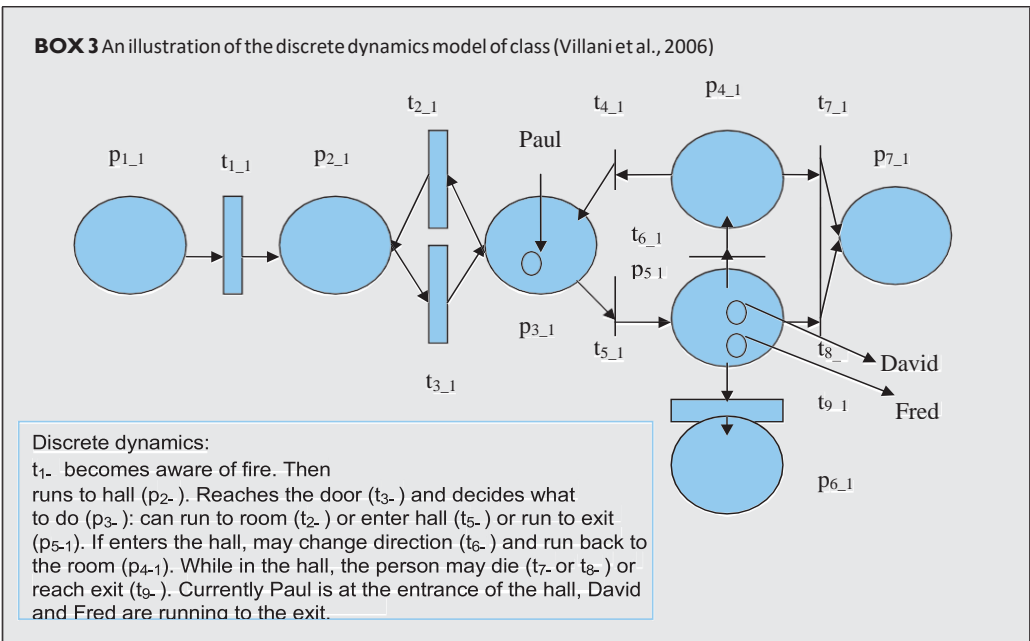 BOX 3 An illustration of the discrete dynamics model of class (Villani et al., 2006)
p4_1
t2_1
t4_1
t7_1
Paul
p1_1
t1_1
p2_1
p7_1
t6_1
p5_1
p3_1
t5_1
t8_
David
t3_1
t9_1
Fred
p6_1
Discrete dynamics:
t1- becomes aware of fire. Then
runs to hall (p2- ). Reaches the door (t3- ) and decides what
to do (p3- ): can run to room (t2- ) or enter hall (t5- ) or run to exit
(p5-1). If enters the hall, may change direction (t6- ) and run back to
the room (p4-1). While in the hall, the person may die (t7- or t8- ) or
reach exit (t9- ). Currently Paul is at the entrance of the hall, David
and Fred are running to the exit.